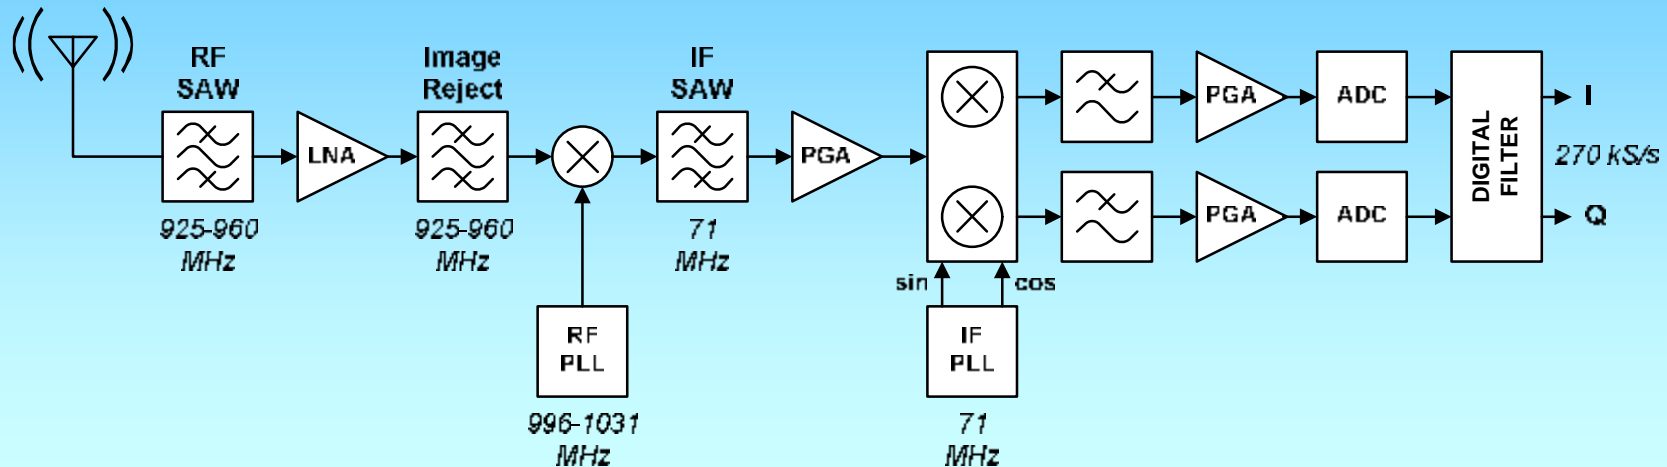 RF
SAW
Image
Reject
IF
SAW
LNA
PGA
PGA
ADC
PGA
ADC
DIGITAL
FILTER
I
270 kS/s
Q
925-960
MHz
925-960
MHz
71
MHz
sin
cos
RF
PLL
IF
PLL
996-1031
MHz
71
MHz